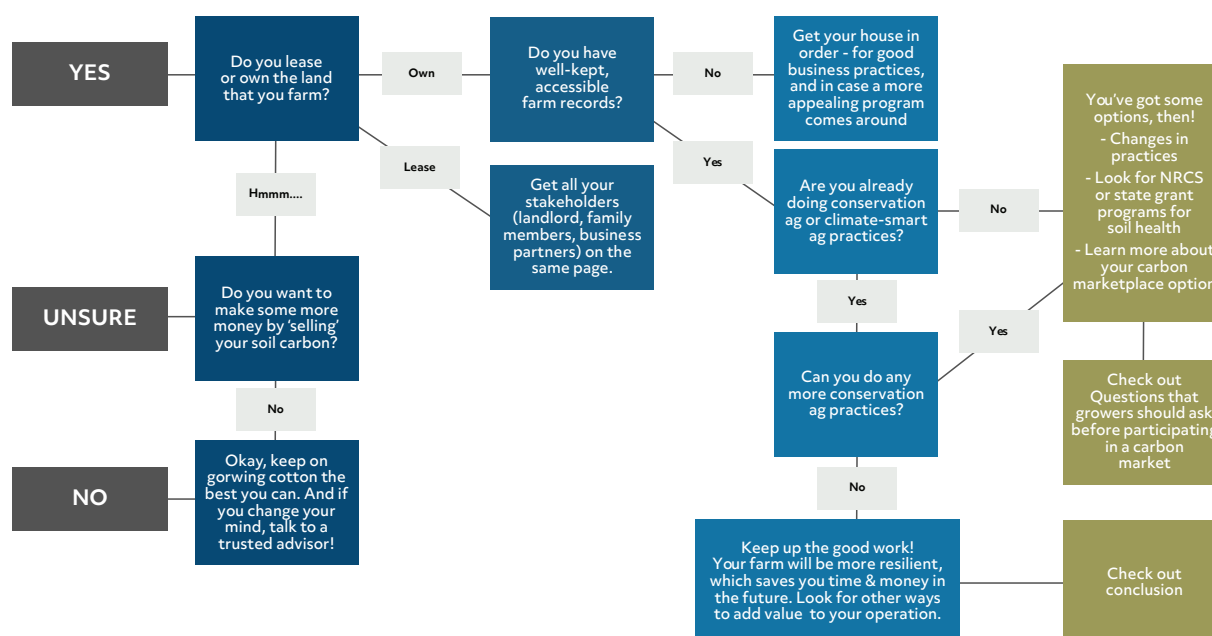 YES
Do you lease
or own the land
that you farm?
Own
Do you have
well-kept,
accessible
farm records?
No
Get your house in
order - for good
business practices,
and in case a more
appealing program
comes around
Lease
Get all your
stakeholders
(landlord, family
members, business
partners) on the
same page.
Yes
Are you already
doing conservation
ag or climate-smart
ag practices?
No
You've got some
options, then!
- Changes in
practices
- Look for NRCS
or state grant
programs for
soil health
- Learn more about
your carbon
marketplace option
Hmmm....
UNSURE
Do you want to
make some more
money by ‘selling’
your soil carbon?
Yes
Can you do any
more conservation
ag practices?
Yes
Check out
Questions that
growers should ask
before participating
in a carbon
market
No
NO
Okay, keep on
gorwing cotton the
best you can. And if
you change your
mind, talk to a
trusted advisor!
No
Keep up the good work!
Your farm will be more resilient,
which saves you time & money in
the future. Look for other ways
to add value to your operation.
Check out
conclusion